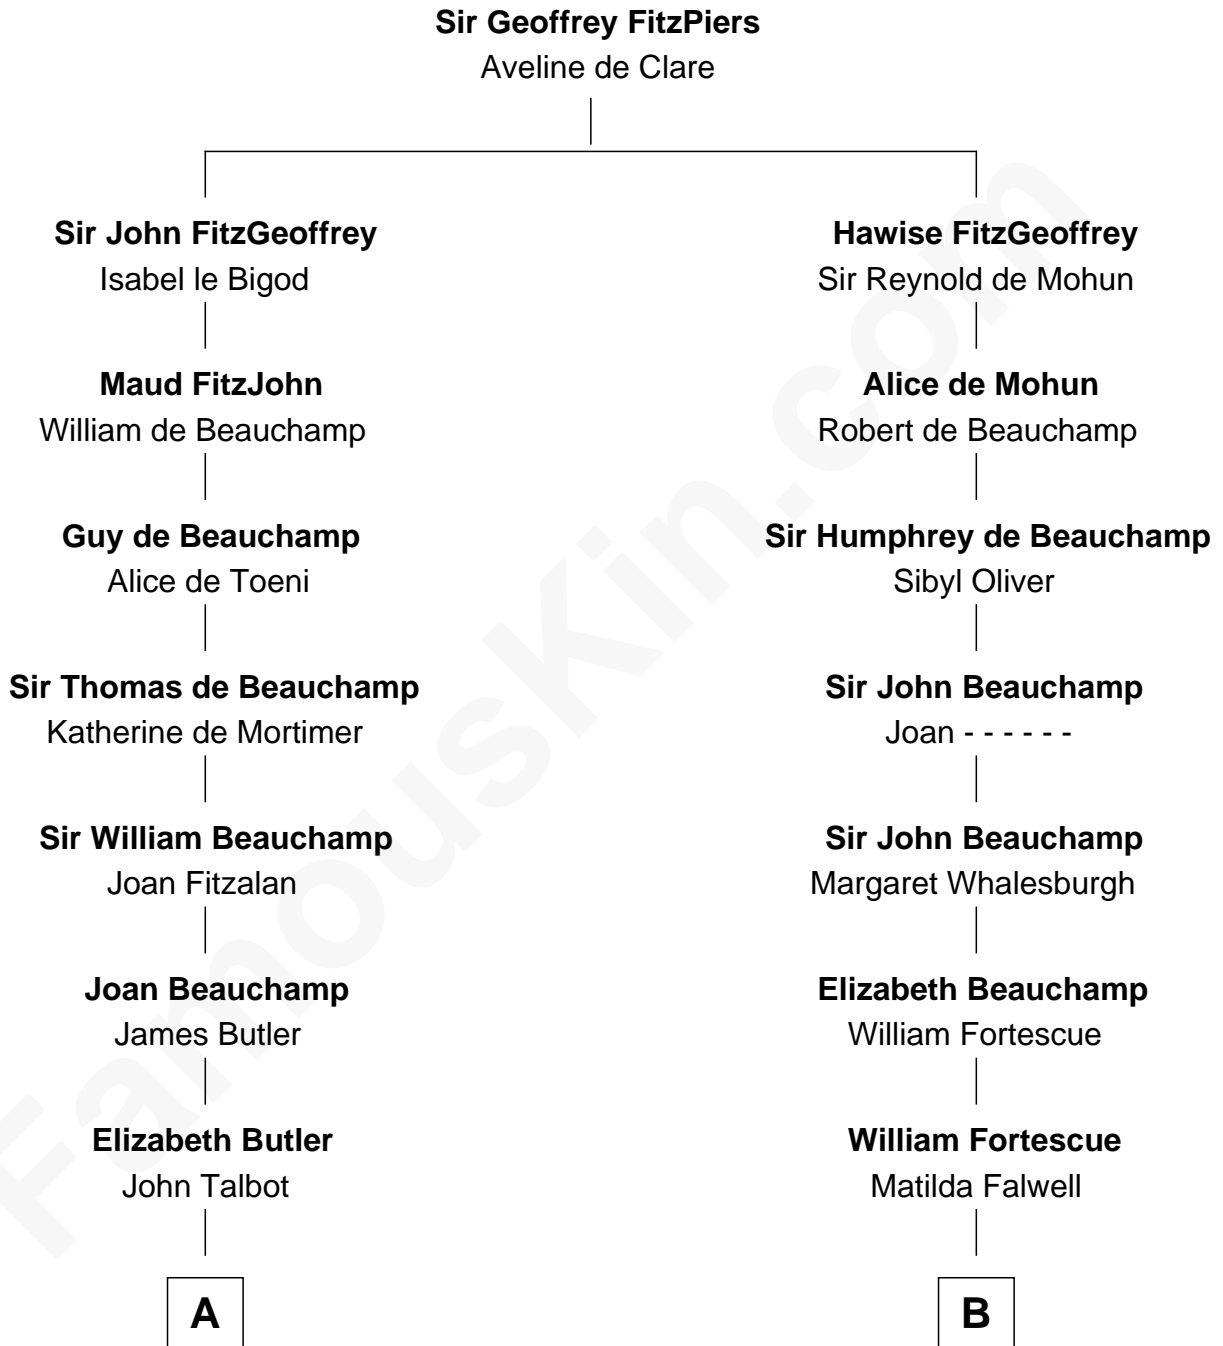 Sir Geoffrey FitzPiers
Aveline de Clare
Sir John FitzGeoffrey
Isabel le Bigod
Hawise FitzGeoffrey
Sir Reynold de Mohun
Maud FitzJohn
William de Beauchamp
Alice de Mohun
Robert de Beauchamp
Guy de Beauchamp
Alice de Toeni
Sir Humphrey de Beauchamp
Sibyl Oliver
Sir Thomas de Beauchamp
Katherine de Mortimer
Sir John Beauchamp
Joan - - - - - -
Sir William Beauchamp
Joan Fitzalan
Sir John Beauchamp
Margaret Whalesburgh
Joan Beauchamp
James Butler
Elizabeth Beauchamp
William Fortescue
Elizabeth Butler
John Talbot
William Fortescue
Matilda Falwell
A
B
FamousKin.com